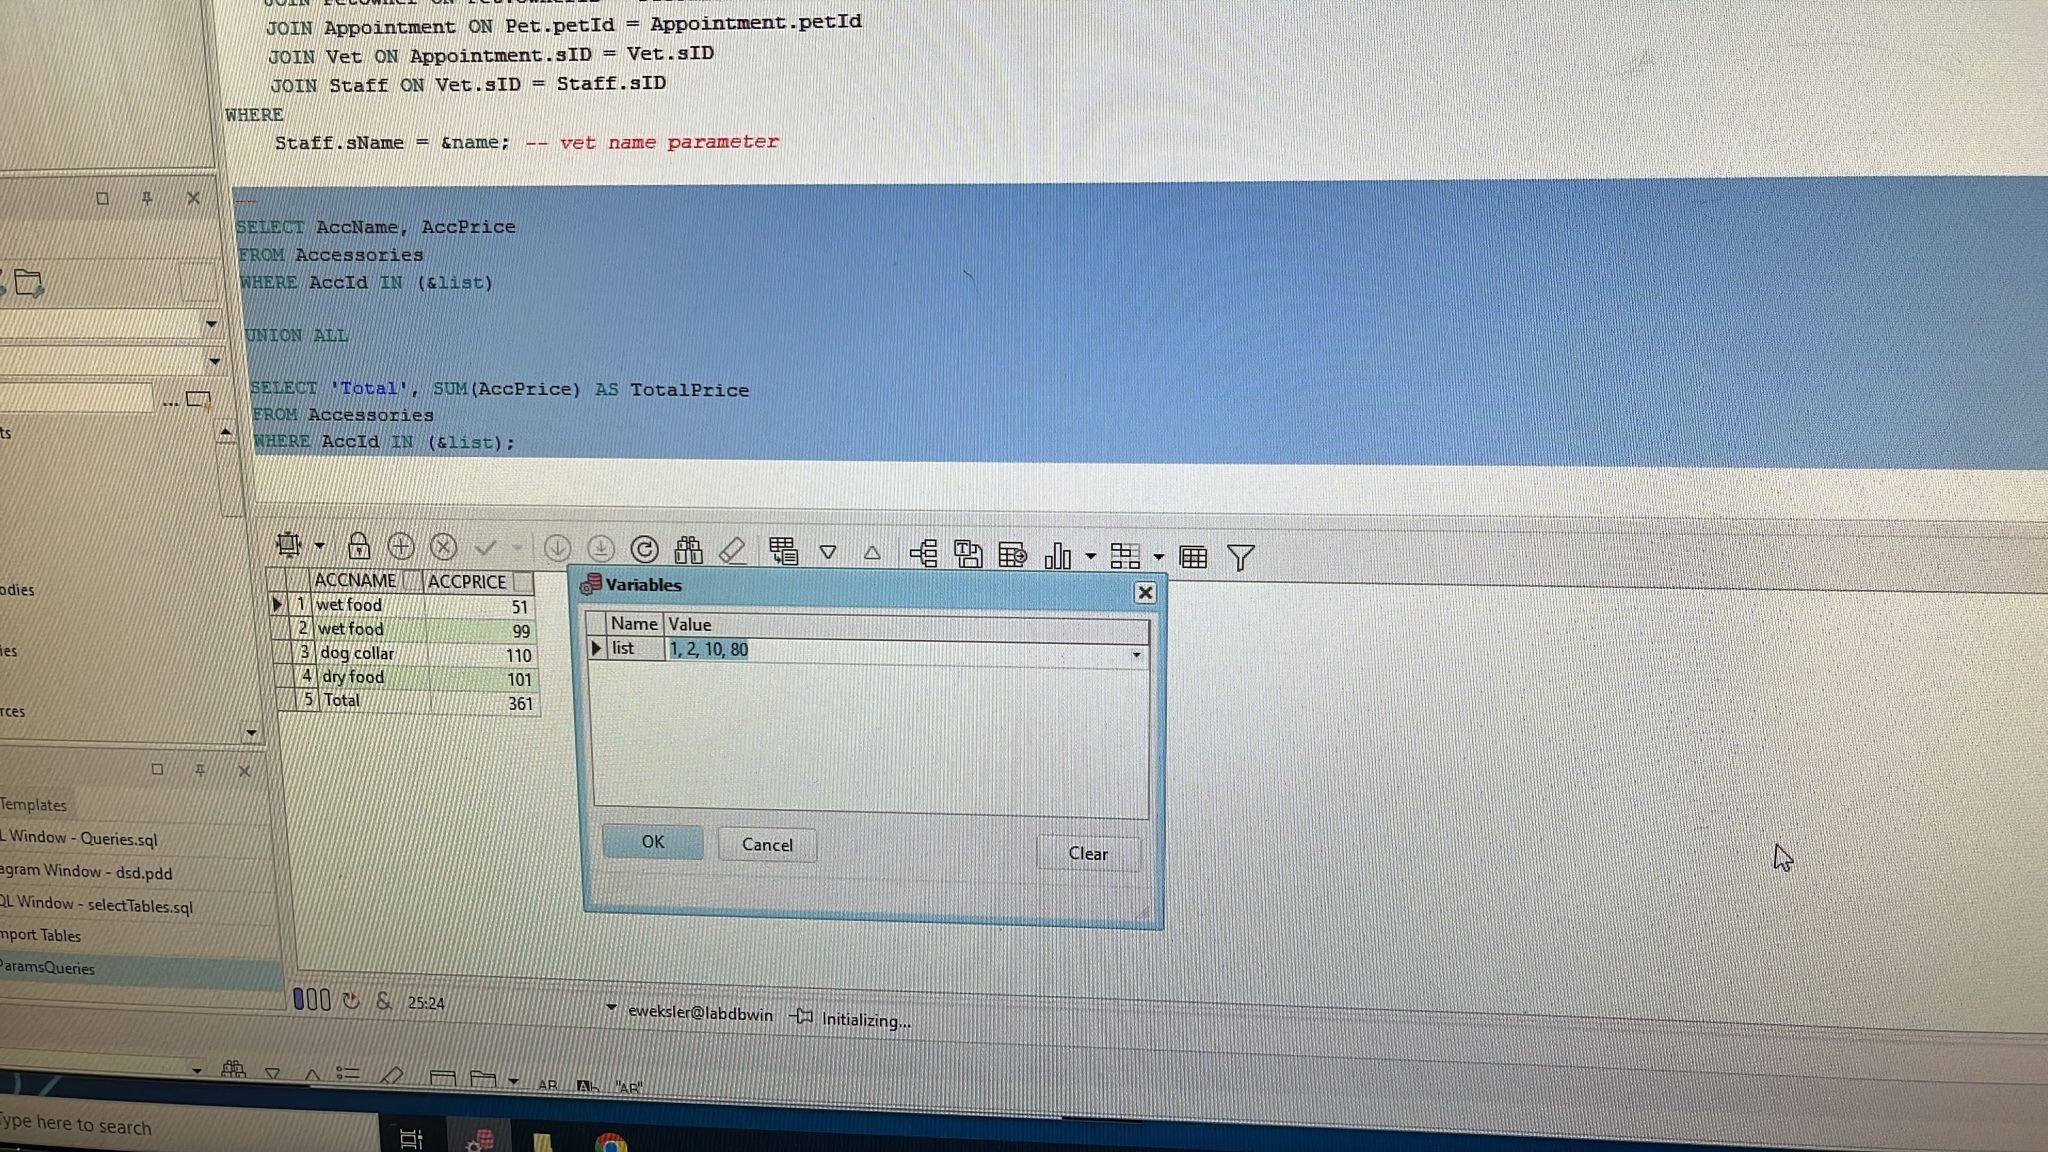 JOIN Appointment ON Pet.petId = Appointment.petId
JOIN Vet ON Appointment.sID = Vet.sID
JOIN Staff ON Vet.sID = Staff.sID
WHERE
Staff.sName = &name; -- vet name parameter
--
SELECT AccName, AccPrice
FROM Accessories
WHERE AccId IN (&list)
UNION ALL
SELECT 'Total', SUM(AccPrice) AS TotalPrice
FROM Accessories
WHERE AccId IN (&list);
ts
odies
ies
rces
ACCNAME ACCPRICE
1 wet food 51
2 wet food 99
3 dog collar 110
4 dry food 101
5 Total 361
Variables
Name Value
list 1, 2, 10, 80
OK Cancel Clear
Templates
L Window - Queries.sql
agram Window - dsd.pdd
QL Window - selectTables.sql
mport Tables
ParamsQueries
& 25:24 eweksler@labdbwin Initializing...
AB Ab "AB"
Type here to search